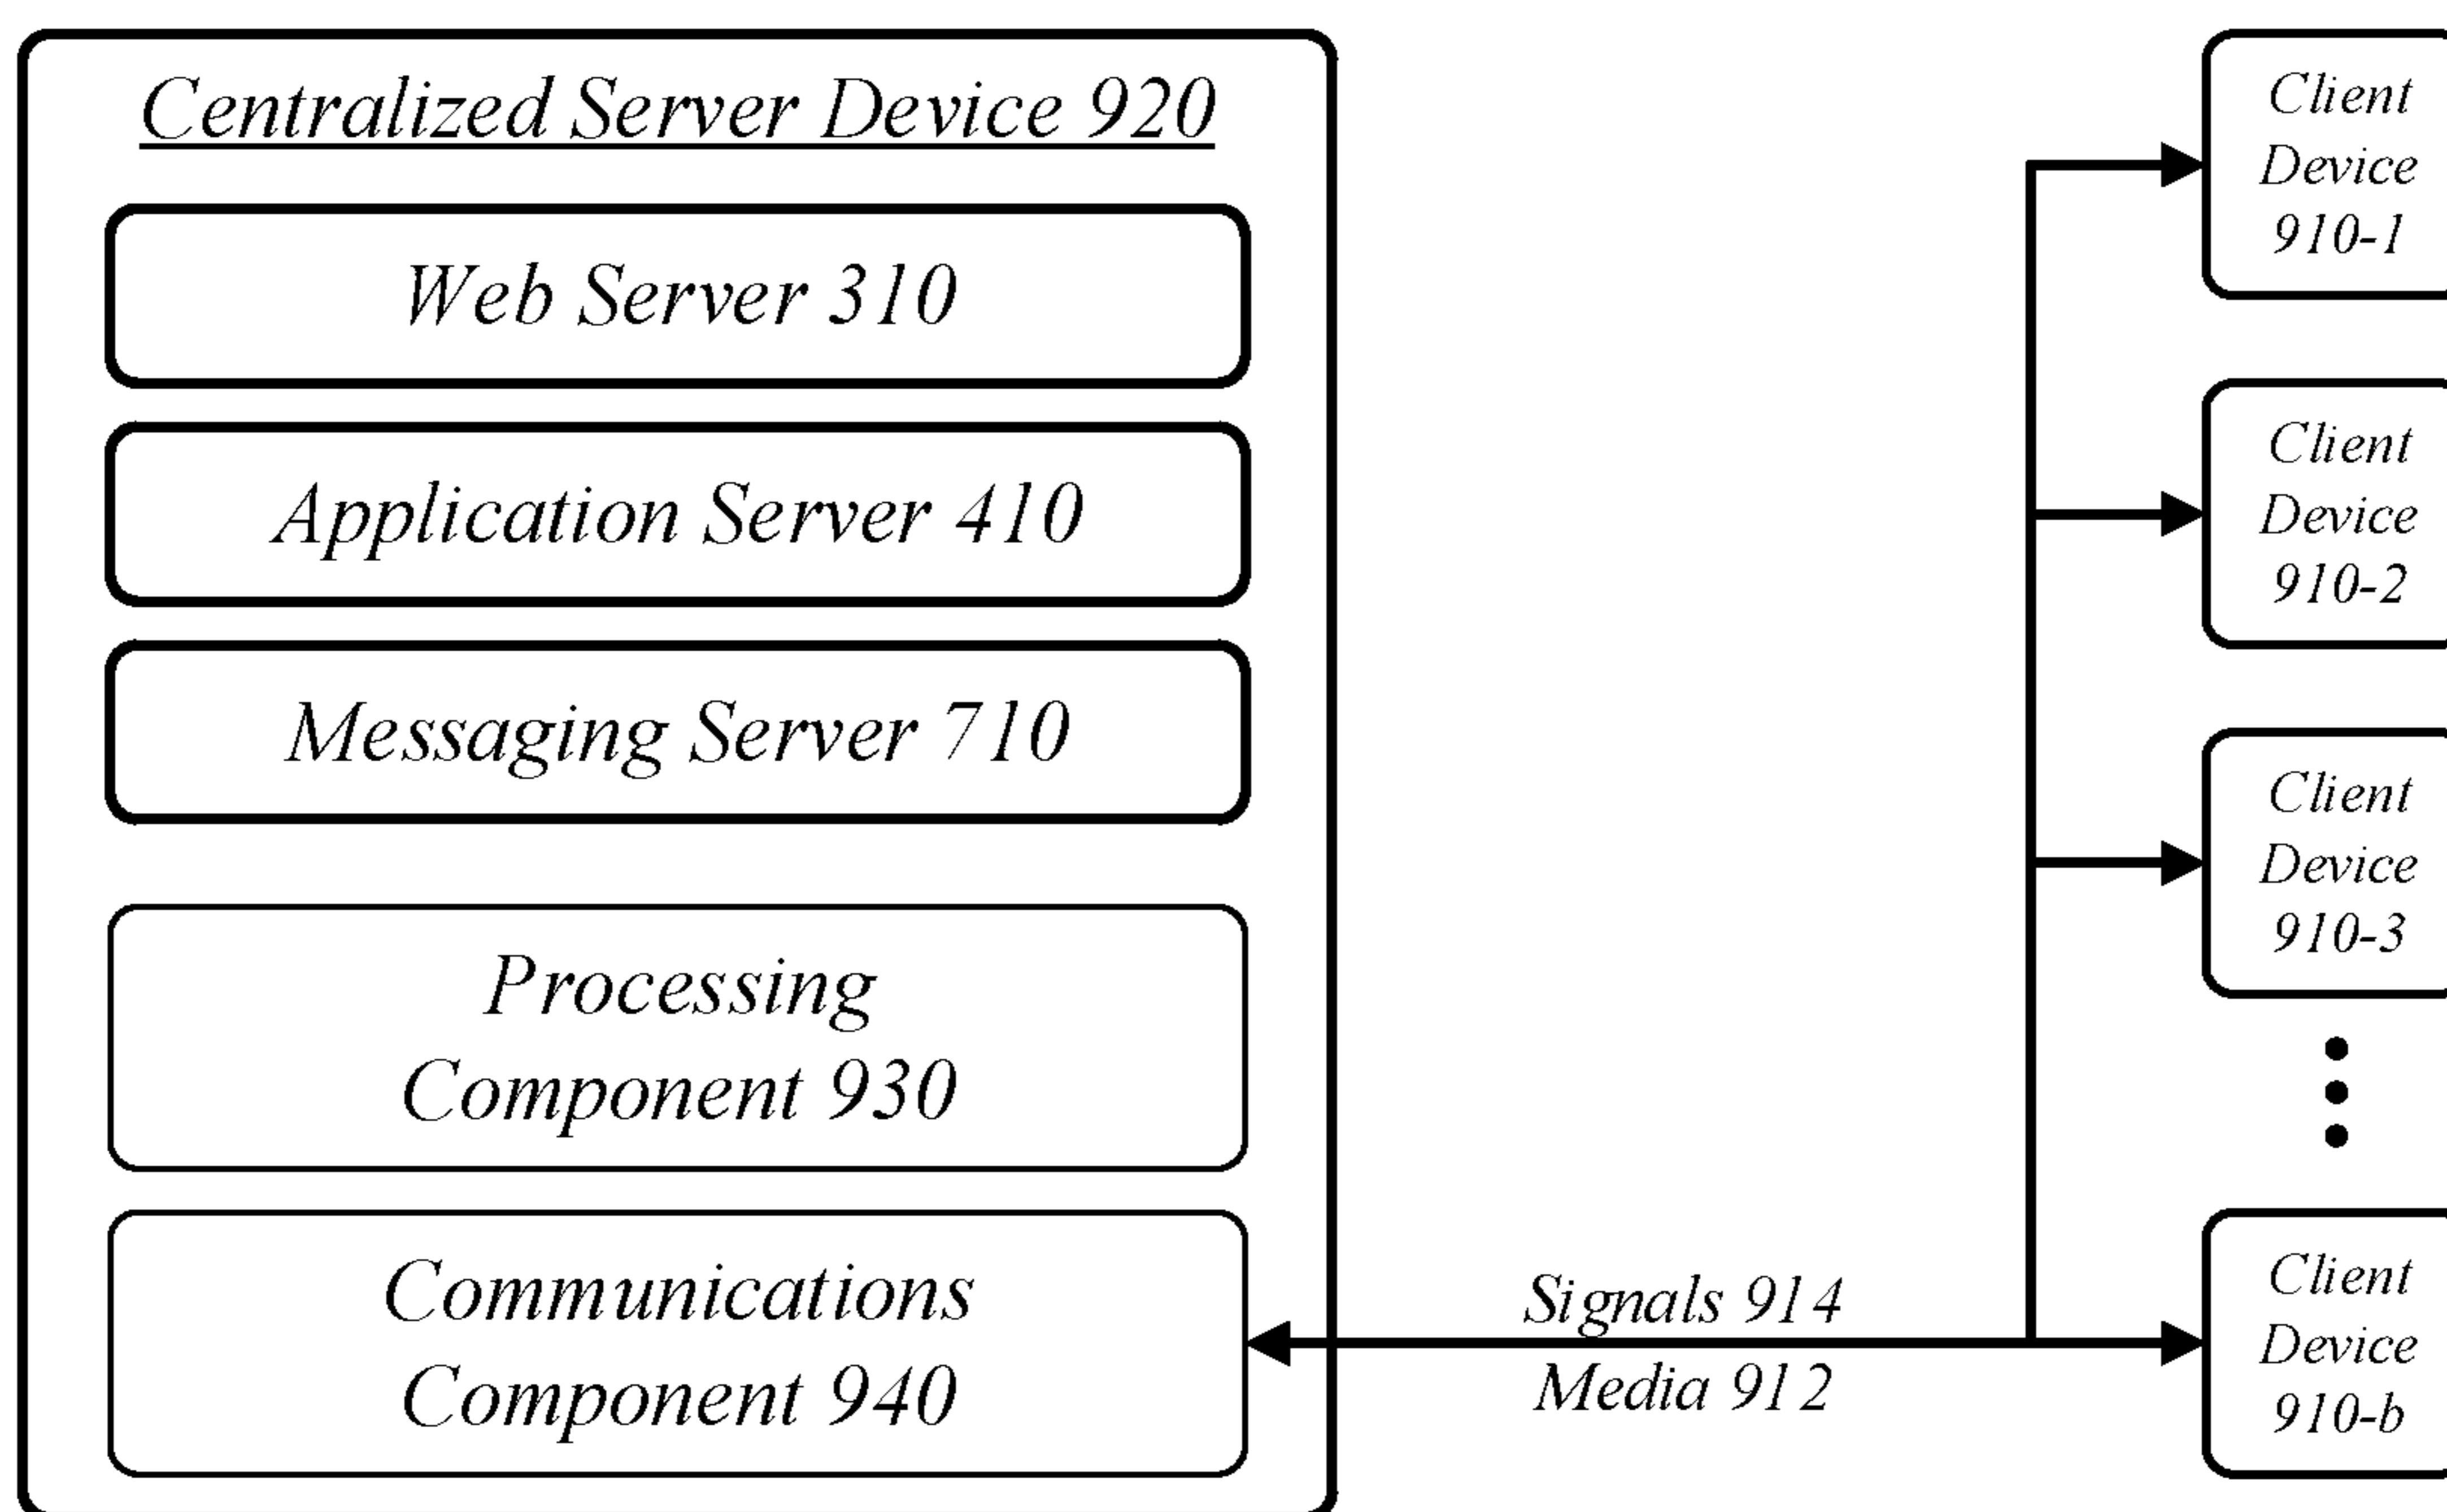 Centralized Server Device 920
Web Server 310
Application Server 410
Messaging Server 710
Processing
Component 930
Communications
Component 940
Signals 914
Media 912
Client
Device
910-1
Client
Device
910-2
Client
Device
910-3
Client
Device
910-b